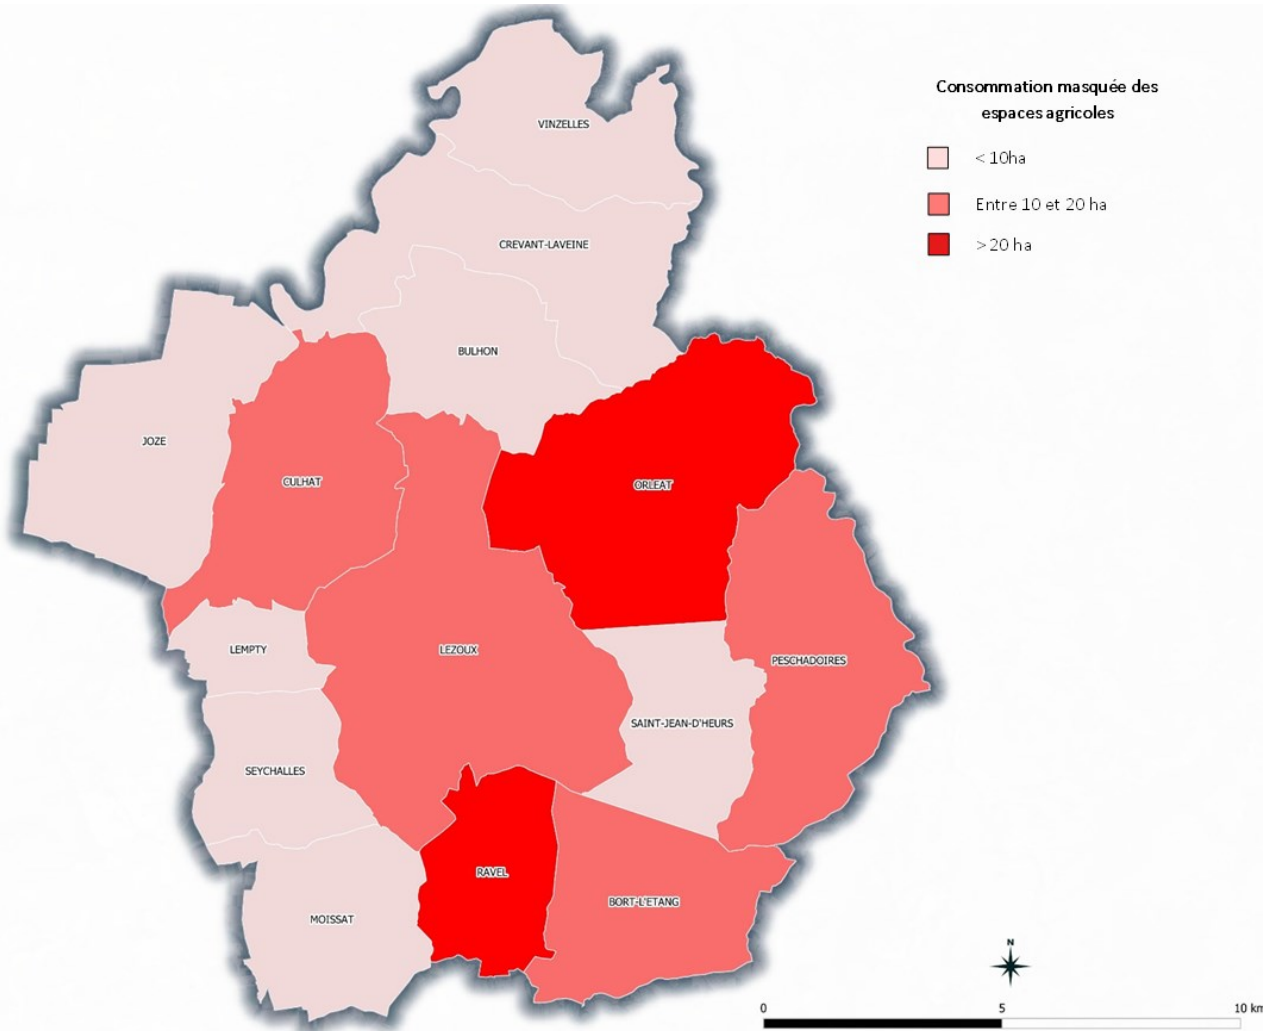 Consommation masquée des
espaces agricoles
< 10ha
Entre 10 et 20 ha
> 20 ha
VINZELLES
CREVANT-LAVEINE
BULHON
JOZE
CULHAT
ORLEAT
LEMPTY
LEZOUX
PESCHADOIRES
SAINT-JEAN-D'HEURS
SEYCHALLES
RAVEL
BORT-L'ETANG
MOISSAT
N
0 5 10 km